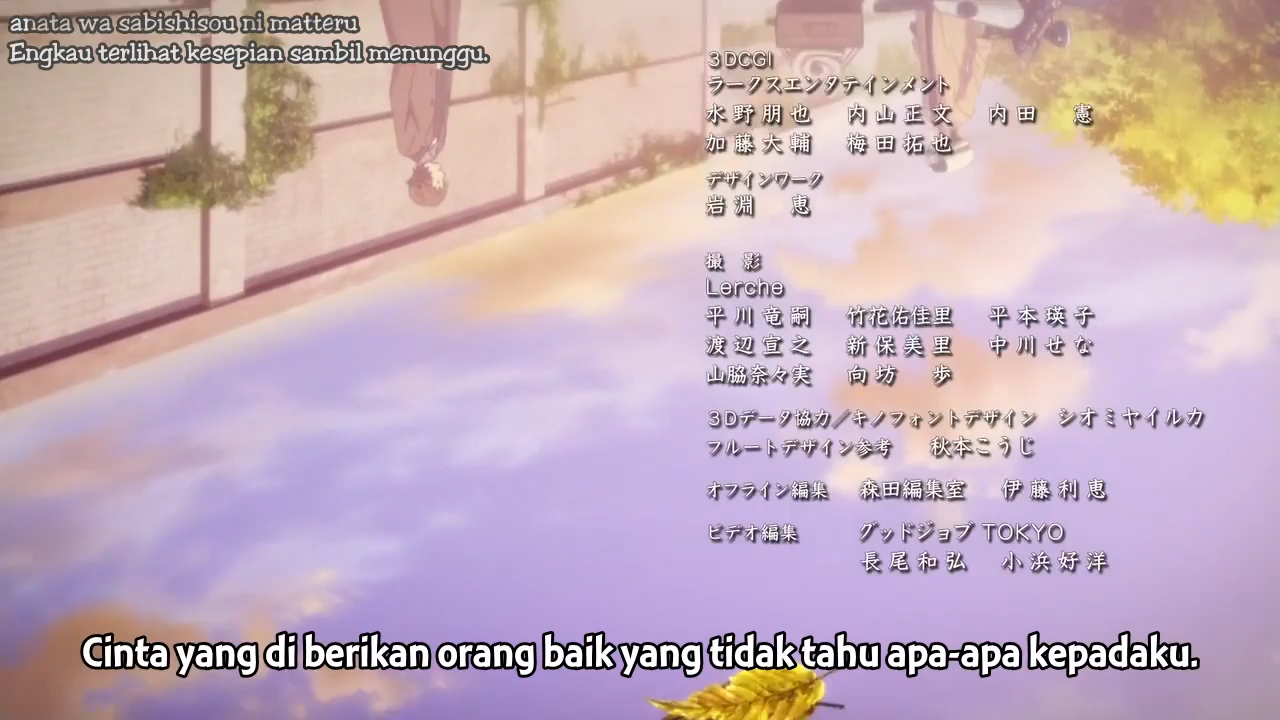 anata wa sabishisou ni matteru
Engkau terlihat kesepian sambil menunggu.
3DCGI
ラークスエンタテインメント
水野朋也　内山正文　内田　憲
加藤大輔　梅田拓也
デザインワーク
岩淵　恵
撮　影
Lerche
平川竜嗣　竹花佑佳里　平本瑛子
渡辺宣之　新保美里　中川せな
山脇奈々実　向坊　歩
3Dデータ協力／キノフォントデザイン　シオミヤイルカ
フルートデザイン参考　秋本こうじ
オフライン編集　森田編集室　伊藤利恵
ビデオ編集　グッドジョブ TOKYO
長尾和弘　小浜好洋
Cinta yang di berikan orang baik yang tidak tahu apa-apa kepadaku.